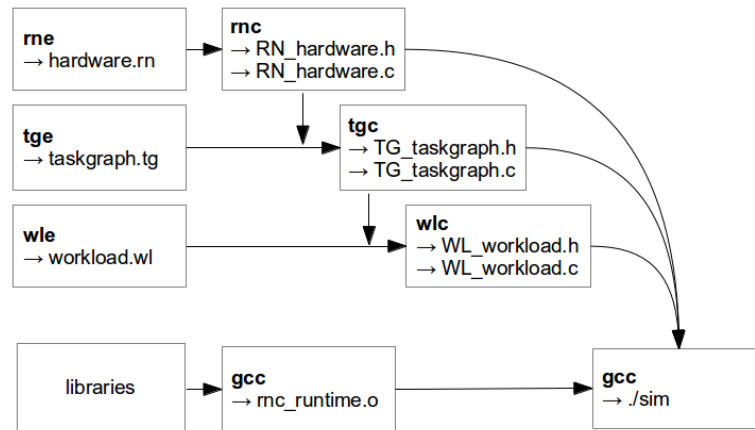 rne
→ hardware.rn
rnc
→ RN_hardware.h
→ RN_hardware.c
tge
→ taskgraph.tg
tgc
→ TG_taskgraph.h
→ TG_taskgraph.c
wle
→ workload.wl
wlc
→ WL_workload.h
→ WL_workload.c
libraries
gcc
→ rnc_runtime.o
gcc
→ ./sim